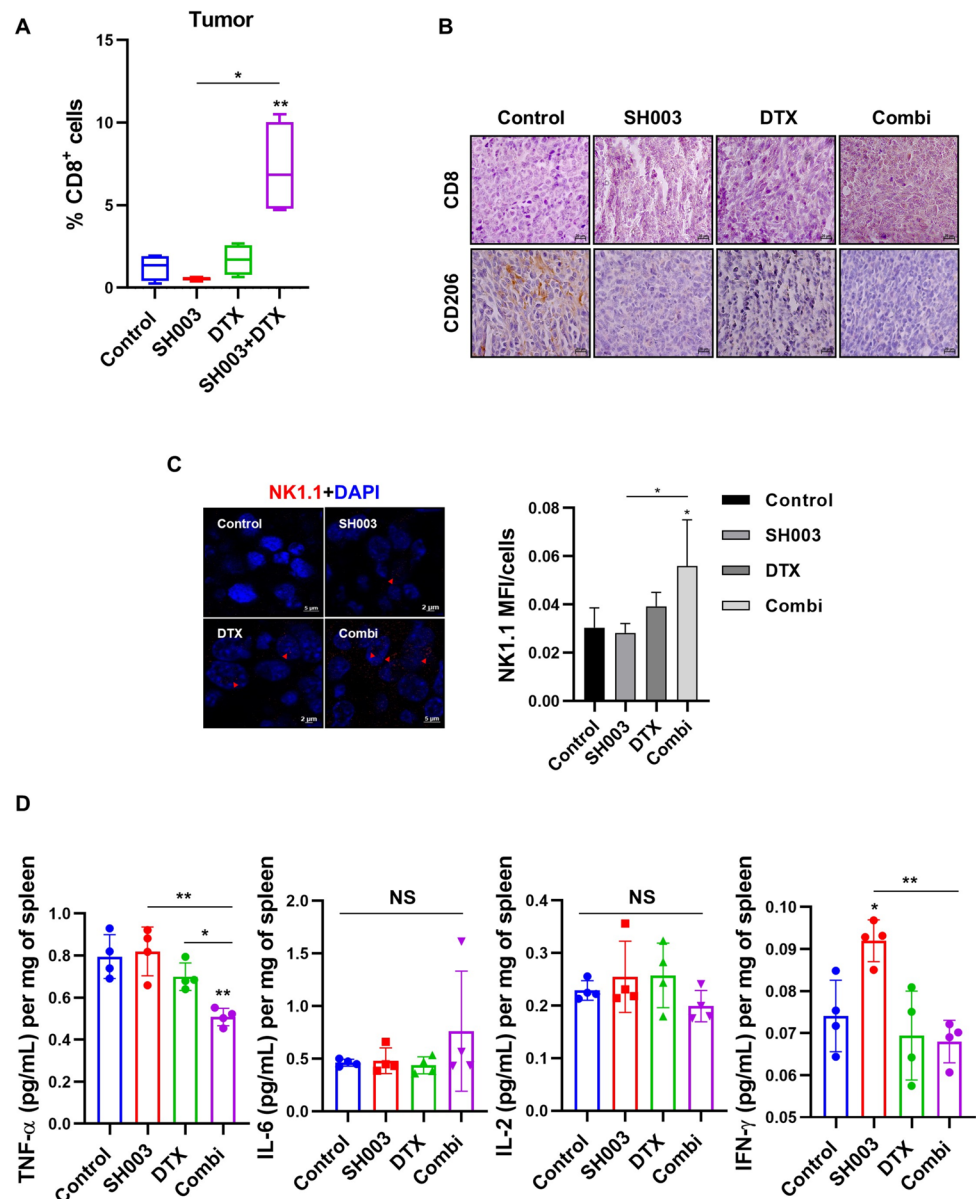 A
Tumor
% CD8+ cells
15
10
5
0
*
**
Control
SH003
DTX
SH003+DTX
B
Control SH003 DTX Combi
CD8
CD206
C
NK1.1+DAPI
Control
5 µm
SH003
2 µm
DTX
2 µm
Combi
5 µm
NK1.1 MFI/cells
0.08
0.06
0.04
0.02
0.00
*
*
Control
SH003
DTX
Combi
Control
SH003
DTX
Combi
D
TNF-α (pg/mL) per mg of spleen
1.0
0.8
0.6
0.4
0.2
0.0
**
*
**
Control
SH003
DTX
Combi
IL-6 (pg/mL) per mg of spleen
2.0
1.5
1.0
0.5
0.0
NS
Control
SH003
DTX
Combi
IL-2 (pg/mL) per mg of spleen
0.4
0.3
0.2
0.1
0.0
NS
Control
SH003
DTX
Combi
IFN-γ (pg/mL) per mg of spleen
0.10
0.09
0.08
0.07
0.06
0.05
**
*
Control
SH003
DTX
Combi